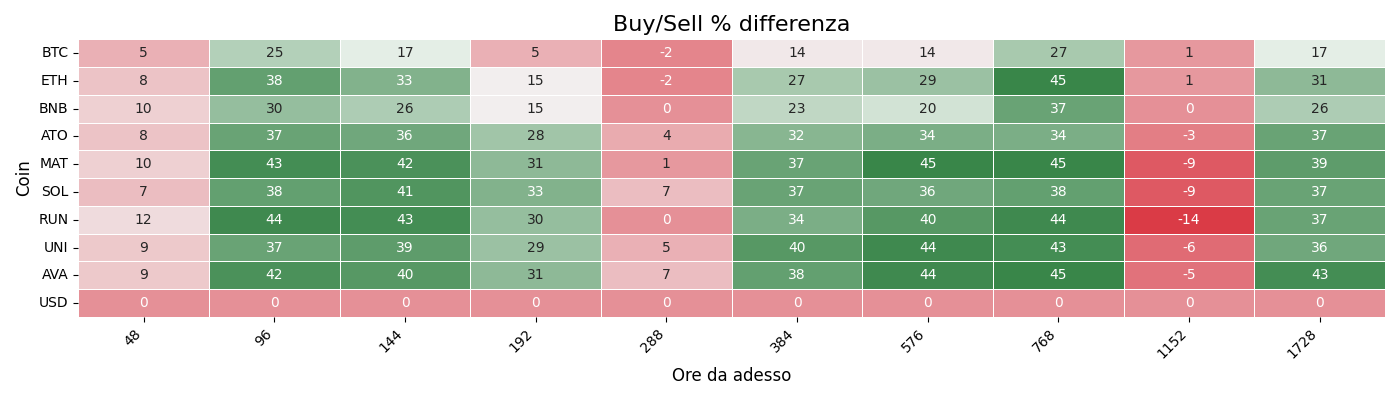 Buy/Sell % differenza
Coin
BTC 5 25 17 5 -2 14 14 27 1 17
ETH 8 38 33 15 -2 27 29 45 1 31
BNB 10 30 26 15 0 23 20 37 0 26
ATO 8 37 36 28 4 32 34 34 -3 37
MAT 10 43 42 31 1 37 45 45 -9 39
SOL 7 38 41 33 7 37 36 38 -9 37
RUN 12 44 43 30 0 34 40 44 -14 37
UNI 9 37 39 29 5 40 44 43 -6 36
AVA 9 42 40 31 7 38 44 45 -5 43
USD 0 0 0 0 0 0 0 0 0 0
48 96 144 192 288 384 576 768 1152 1728
Ore da adesso